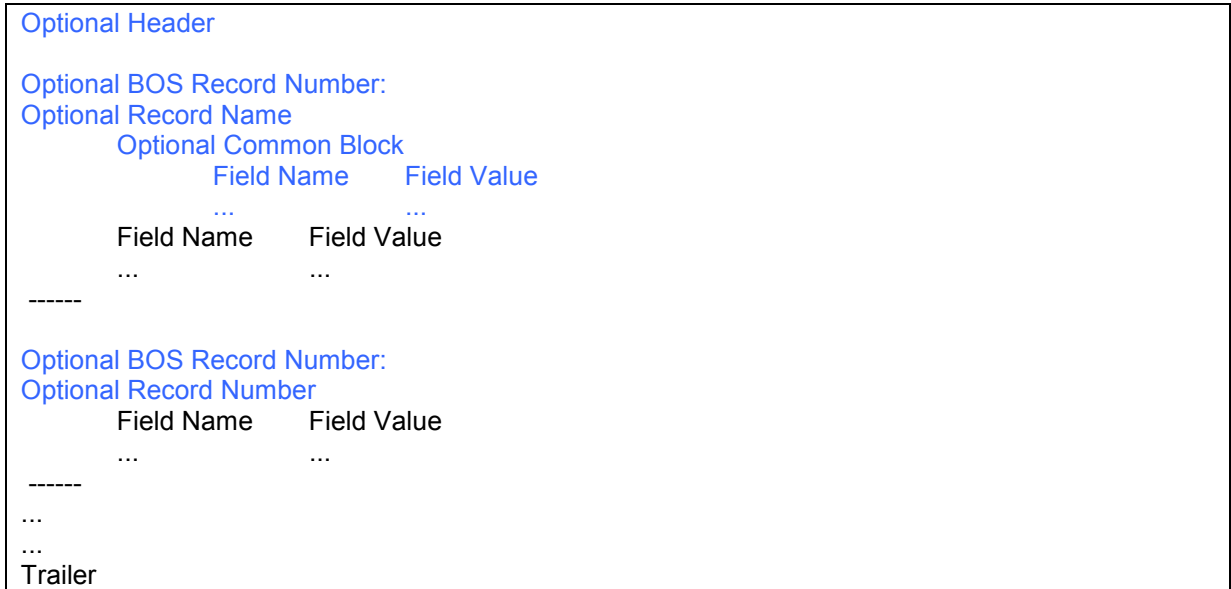 Optional Header
Optional BOS Record Number:
Optional Record Name
Optional Common Block
Field Name Field Value
... ...
Field Name Field Value
... ...
------
Optional BOS Record Number:
Optional Record Number
Field Name Field Value
... ...
------
...
...
Trailer